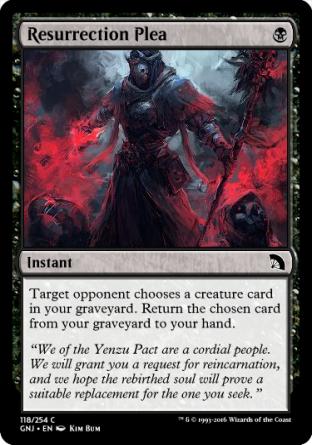 Resurrection Plea
Instant
Target opponent chooses a creature card
in your graveyard. Return the chosen card
from your graveyard to your hand.
“We of the Yenzu Pact are a cordial people.
We will grant you a request for reincarnation,
and we hope the rebirthed soul will prove a
suitable replacement for the one you seek.”
118/254 C
™ & © 1993-2016 Wizards of the Coast
GNJ • EN Kim Bum